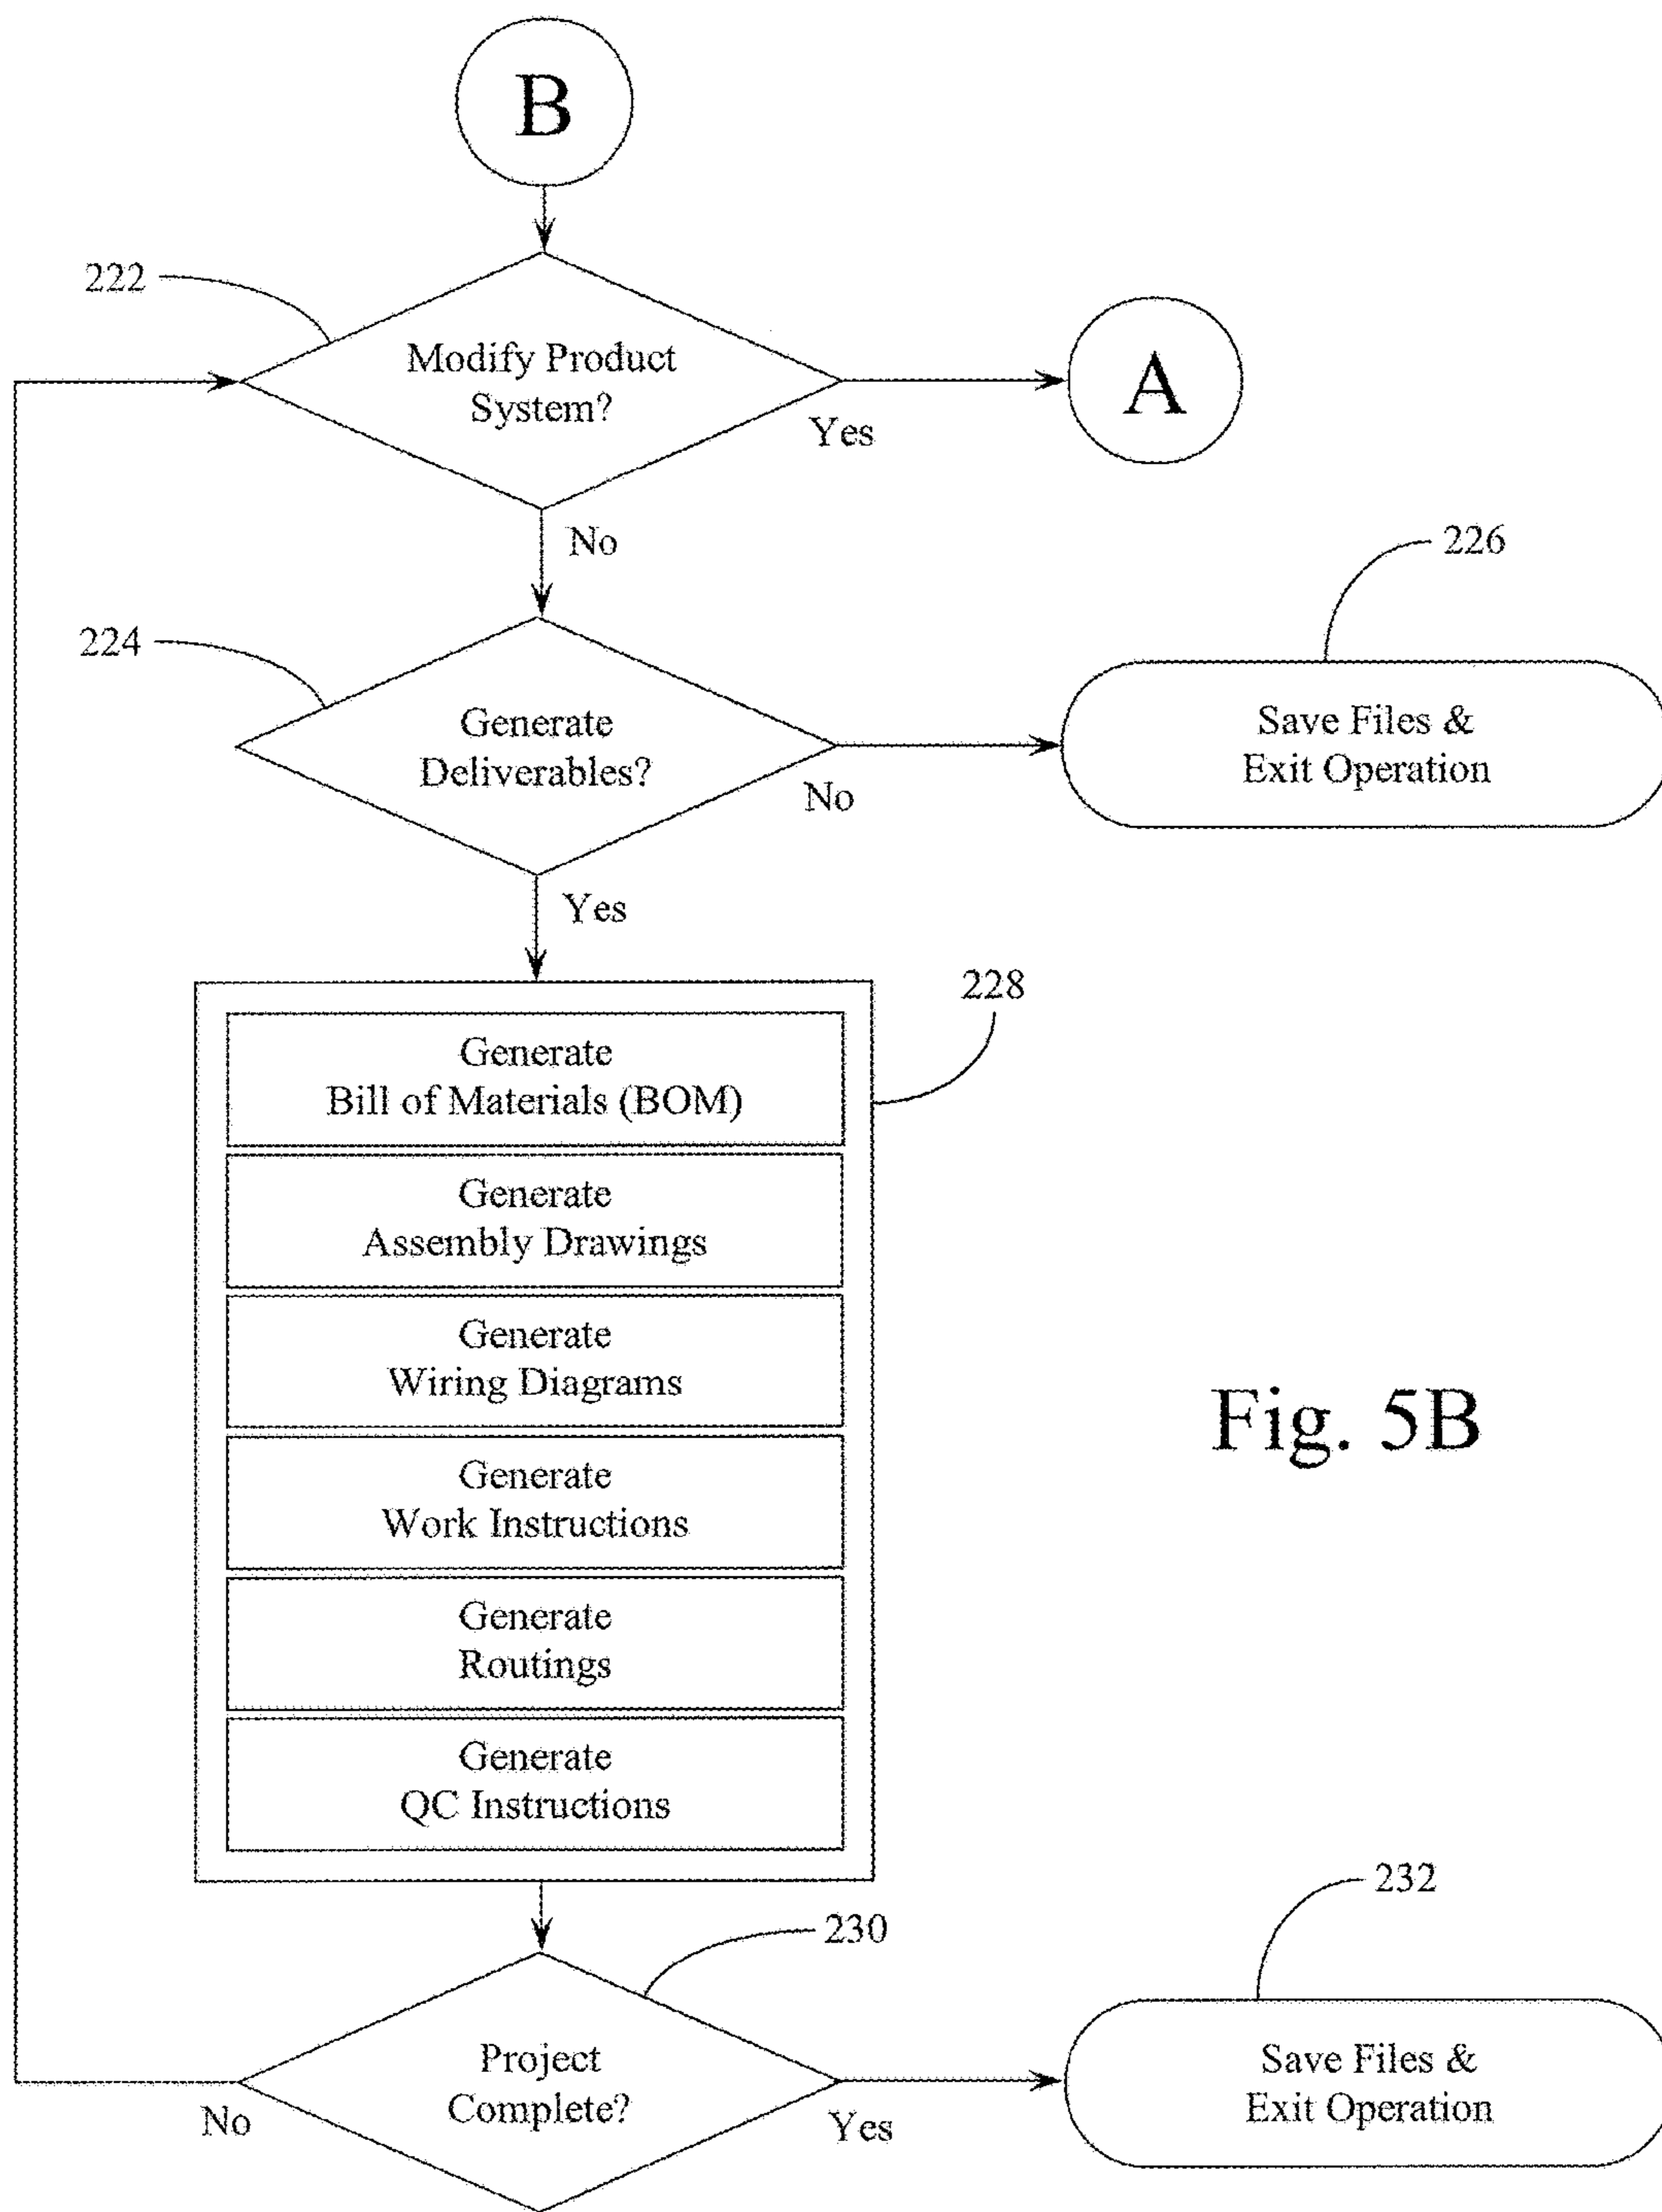 B
222
Modify Product
System?
Yes
A
No
226
224
Generate
Deliverables?
No
Save Files &
Exit Operation
Yes
228
Generate
Bill of Materials (BOM)
Generate
Assembly Drawings
Generate
Wiring Diagrams
Generate
Work Instructions
Generate
Routings
Generate
QC Instructions
Fig. 5B
230
232
Project
Complete?
No
Yes
Save Files &
Exit Operation